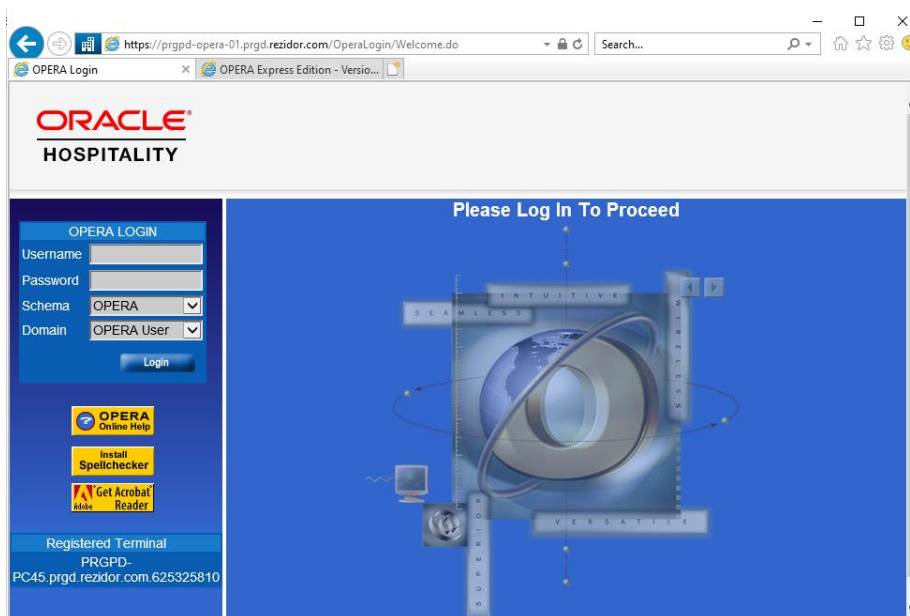 https://prgpd-opera-01.prgd.rezidor.com/OperaLogin/Welcome.do
Search...
OPERA Login
OPERA Express Edition - Versio...
ORACLE®
HOSPITALITY
Please Log In To Proceed
OPERA LOGIN
Username
Password
Schema OPERA
Domain OPERA User
Login
INTUITIVE
SEAMLESS
WIRELESS
OPERA
Online Help
Install
Spellchecker
Adobe
Get Acrobat
Reader
SUPERIOR
VERSATILE
Registered Terminal
PRGPD-
PC45.prgd.rezidor.com.625325810